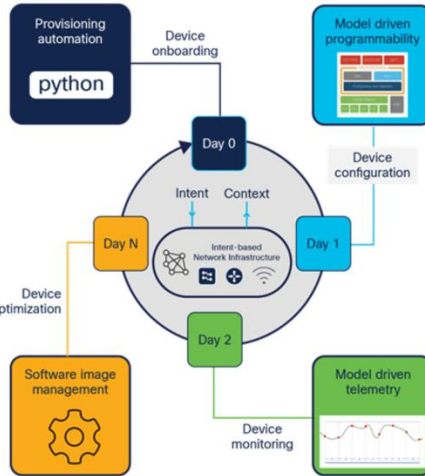 Provisioning
automation
python
Device
onboarding
Model driven
programmability
Day 0
Device
configuration
Intent
Context
Day N
Intent-based
Network Infrastructure
Day 1
Device
ptimization
Day 2
Software image
management
Device
monitoring
Model driven
telemetry